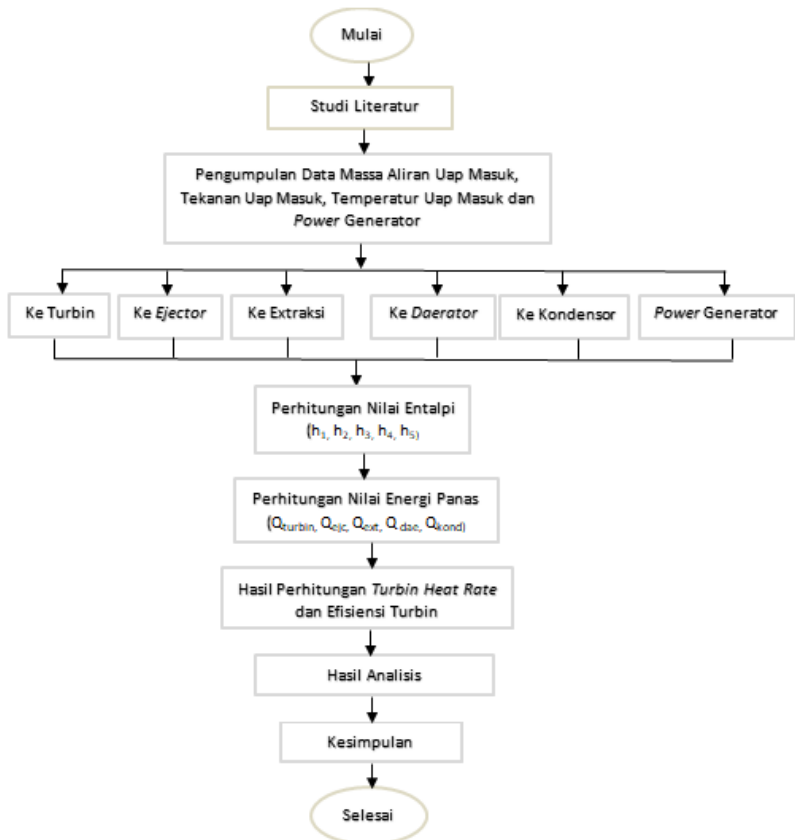 Mulai
Studi Literatur
Pengumpulan Data Massa Aliran Uap Masuk,
Tekanan Uap Masuk, Temperatur Uap Masuk dan
Power Generator
Ke Turbin
Ke Ejector
Ke Extraksi
Ke Daerator
Ke Kondensor
Power Generator
Perhitungan Nilai Entalpi
(h₁, h₂, h₃, h₄, h₅)
Perhitungan Nilai Energi Panas
(Qturbin, Qejc, Qext, Q dae, Qkond)
Hasil Perhitungan Turbin Heat Rate
dan Efisiensi Turbin
Hasil Analisis
Kesimpulan
Selesai